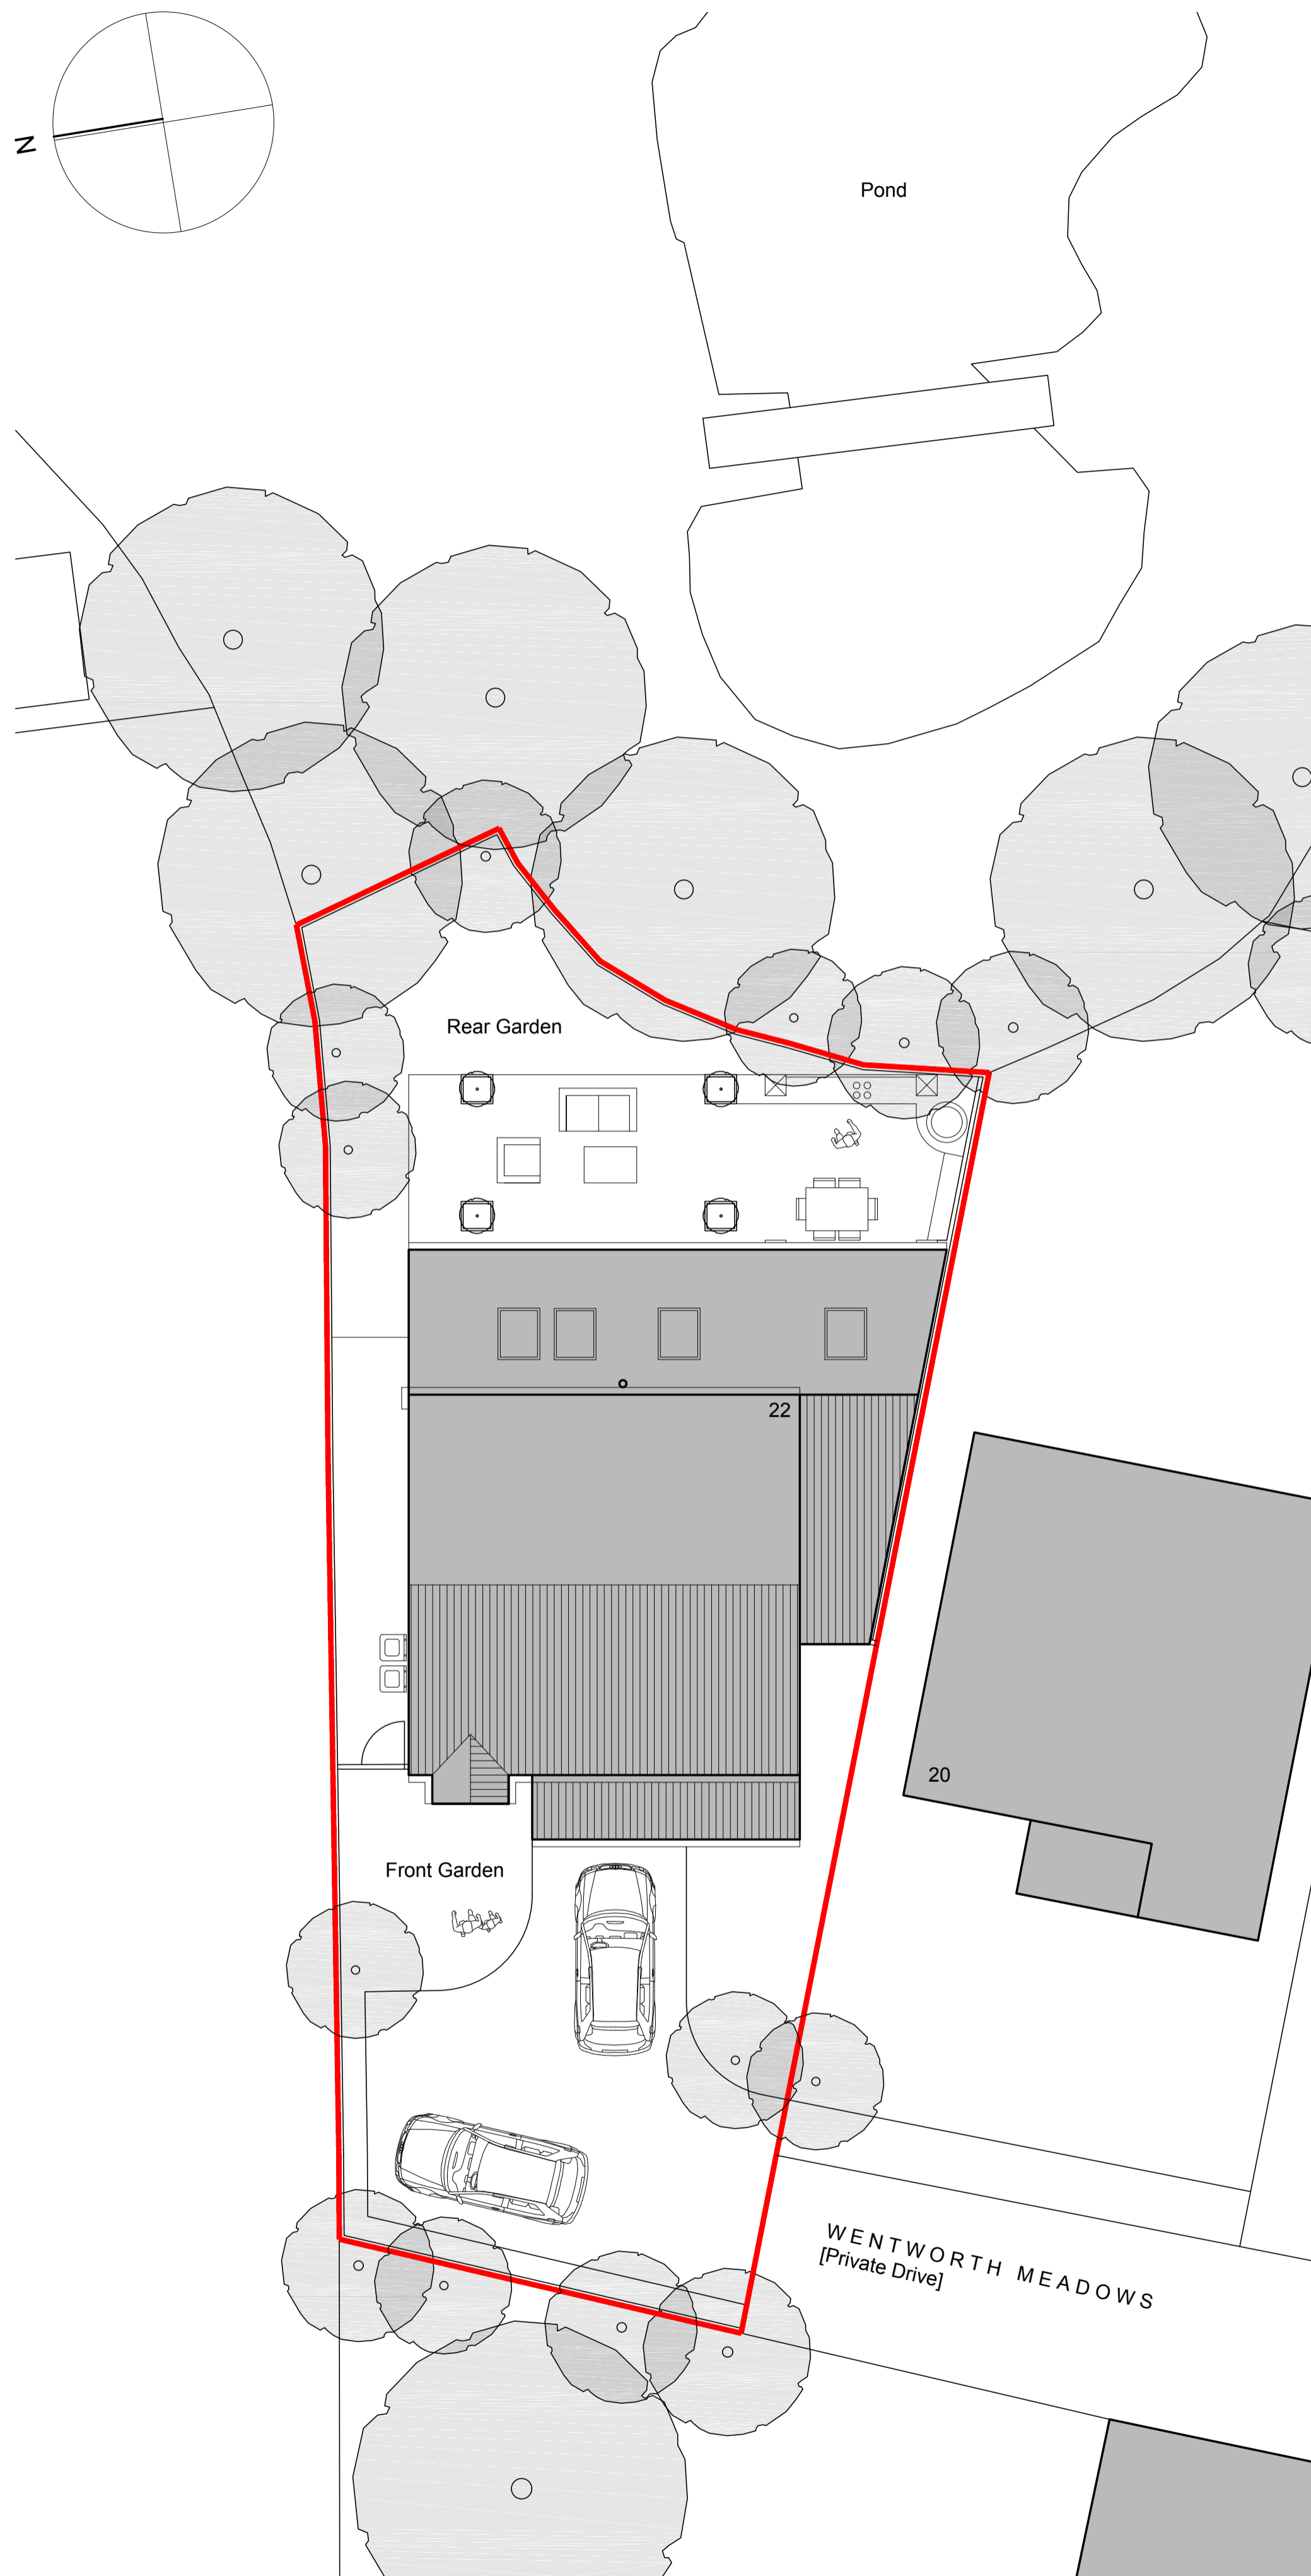 N
Pond
Rear Garden
22
20
Front Garden
WENTWORTH MEADOWS
[Private Drive]